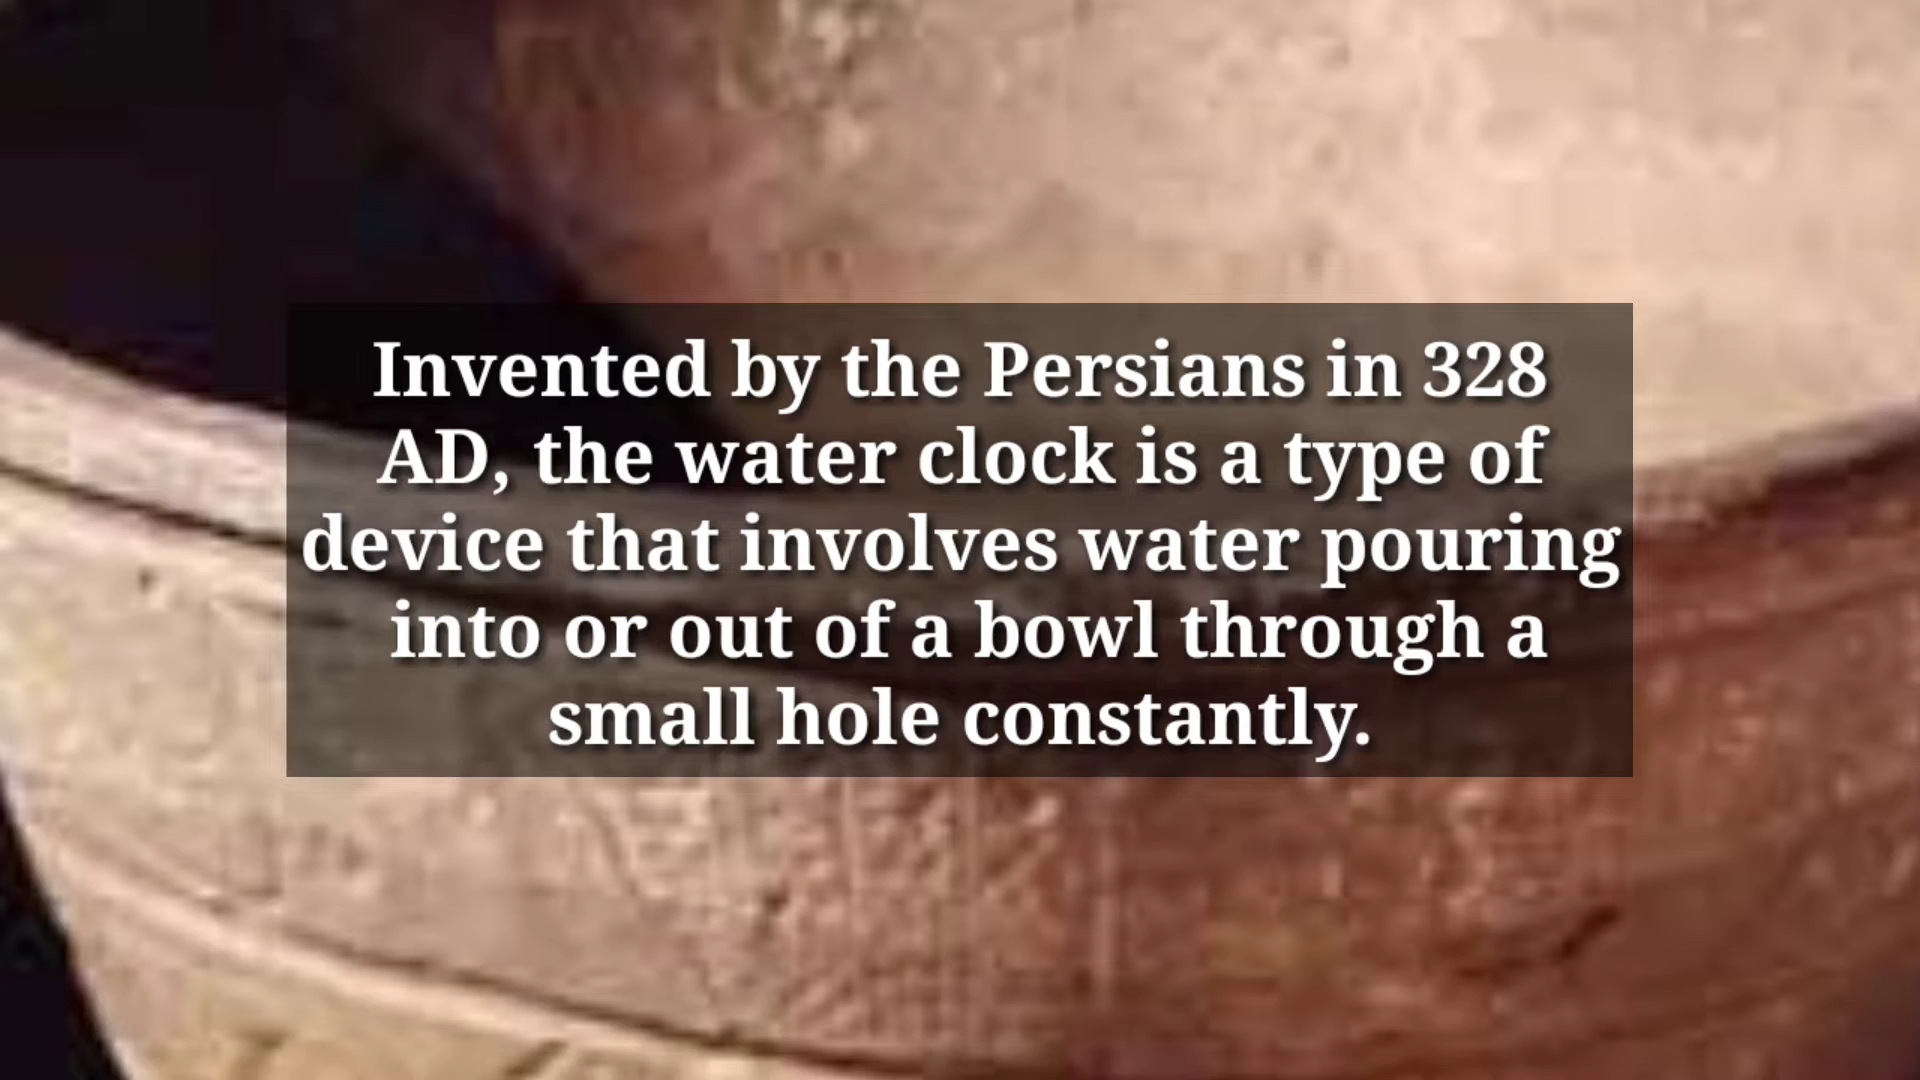 Invented by the Persians in 328
AD, the water clock is a type of
device that involves water pouring
into or out of a bowl through a
small hole constantly.